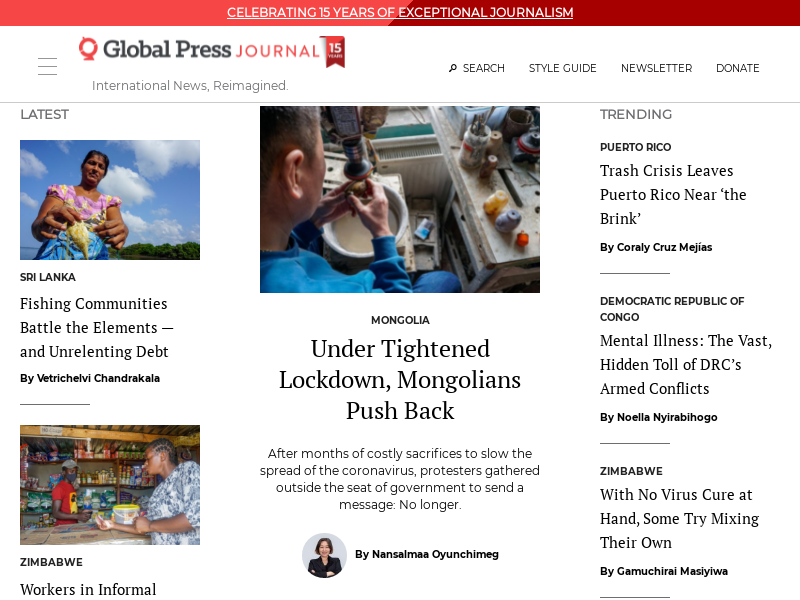 CELEBRATING 15 YEARS OF EXCEPTIONAL JOURNALISM
Global Press JOURNAL 15 YEARS
International News, Reimagined.
SEARCH
STYLE GUIDE
NEWSLETTER
DONATE
LATEST
SRI LANKA
Fishing Communities
Battle the Elements —
and Unrelenting Debt
By Vetrichelvi Chandrakala
ZIMBABWE
Workers in Informal
MONGOLIA
Under Tightened
Lockdown, Mongolians
Push Back
After months of costly sacrifices to slow the
spread of the coronavirus, protesters gathered
outside the seat of government to send a
message: No longer.
By Nansalmaa Oyunchimeg
TRENDING
PUERTO RICO
Trash Crisis Leaves
Puerto Rico Near ‘the
Brink’
By Coraly Cruz Mejías
DEMOCRATIC REPUBLIC OF
CONGO
Mental Illness: The Vast,
Hidden Toll of DRC’s
Armed Conflicts
By Noella Nyirabihogo
ZIMBABWE
With No Virus Cure at
Hand, Some Try Mixing
Their Own
By Gamuchirai Masiyiwa